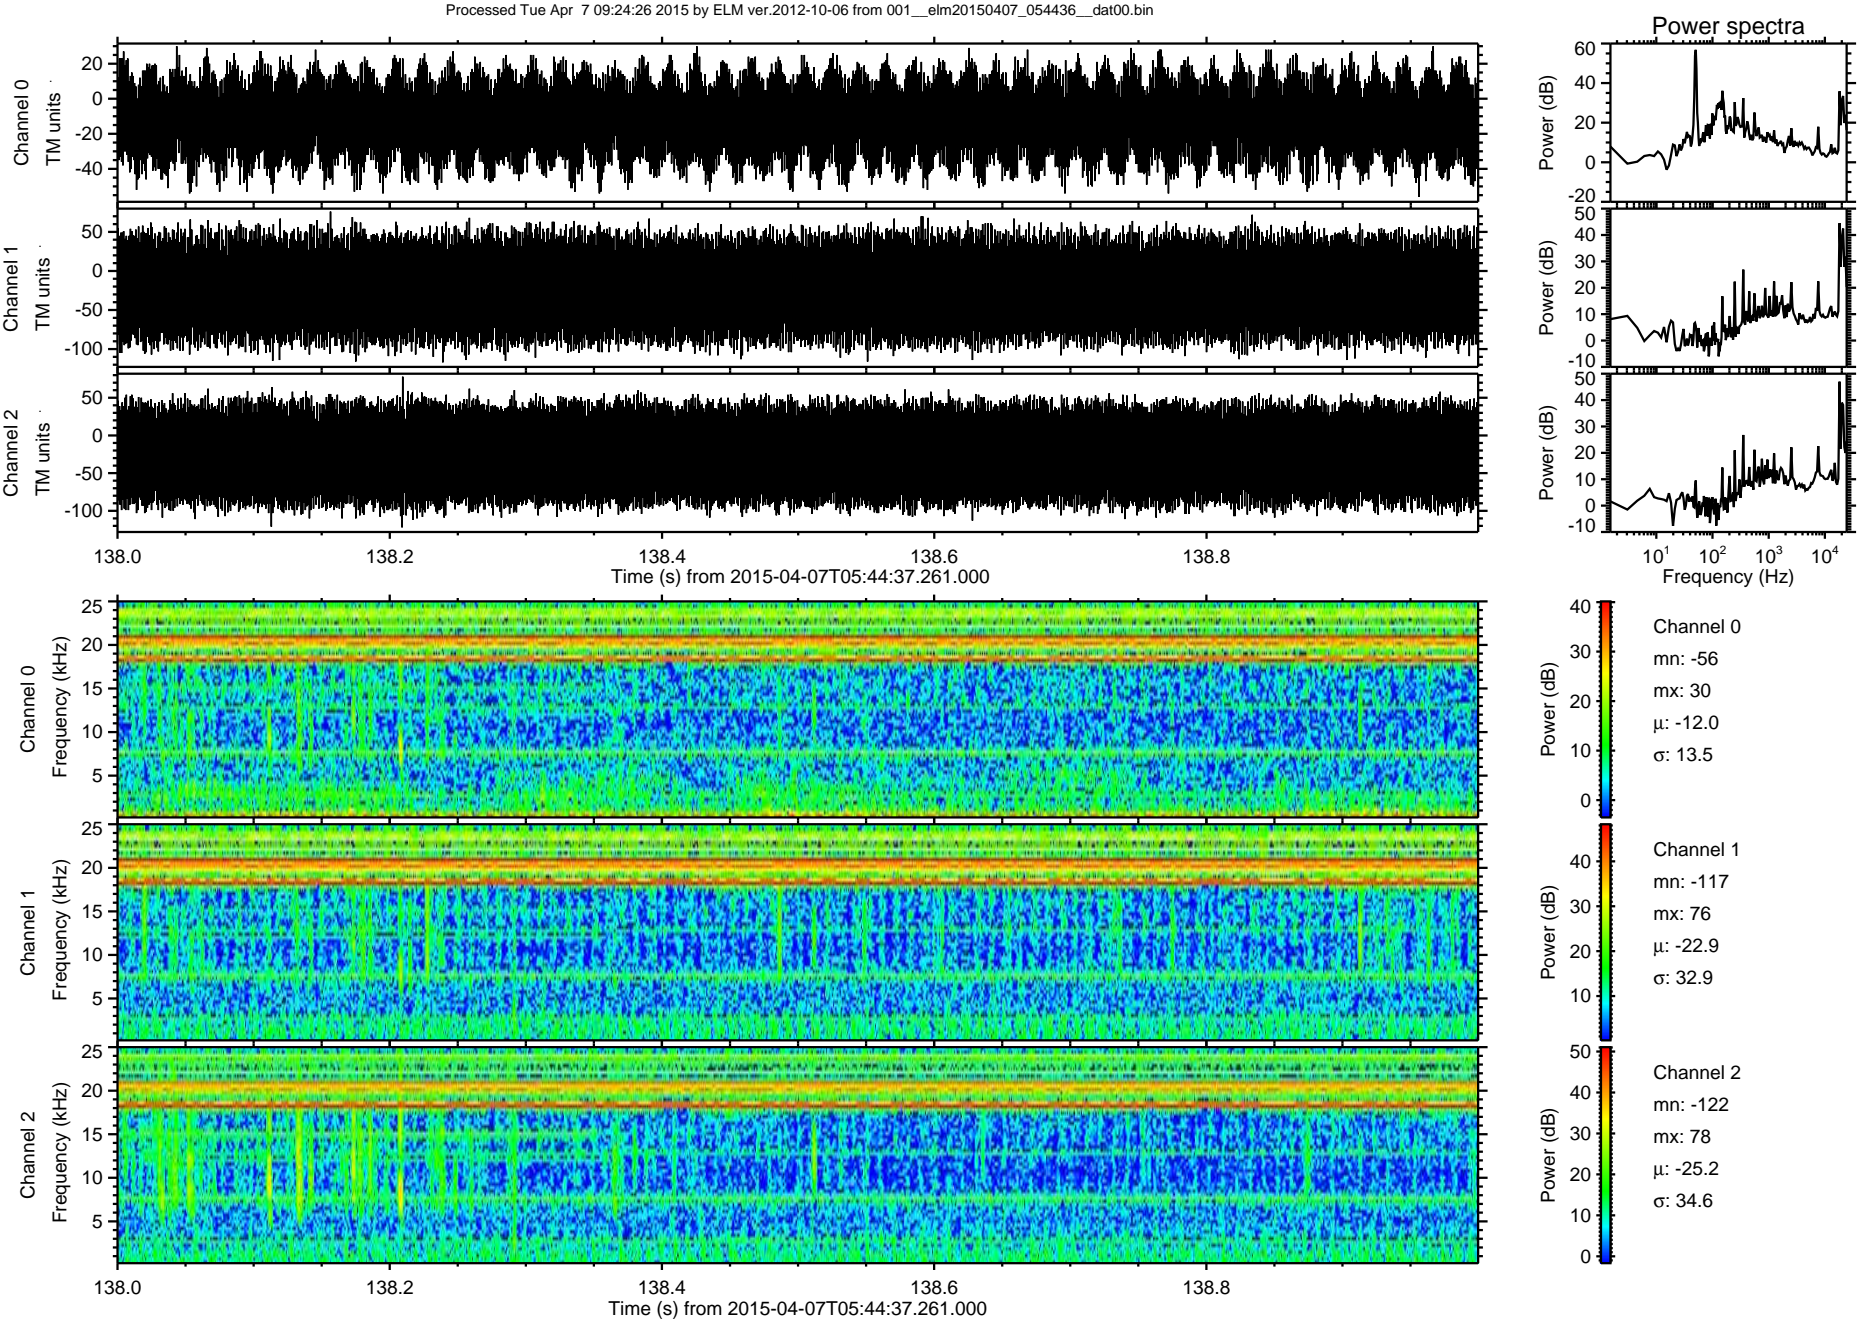 Processed Tue Apr  7 09:24:26 2015 by ELM ver.2012-10-06 from 001__elm20150407_054436__dat00.bin
Power spectra
Channel 0
TM units
20
0
-20
-40
Power (dB)
60
40
20
0
-20
Channel 1
TM units
50
0
-50
-100
Power (dB)
50
40
30
20
10
0
-10
Channel 2
TM units
50
0
-50
-100
Power (dB)
50
40
30
20
10
0
-10
138.0 138.2 138.4 138.6 138.8
Time (s) from 2015-04-07T05:44:37.261.000
10¹ 10² 10³ 10⁴
Frequency (Hz)
Channel 0
Frequency (kHz)
25
20
15
10
5
Power (dB)
40
30
20
10
0
Channel 0
mn: -56
mx: 30
μ: -12.0
σ: 13.5
Channel 1
Frequency (kHz)
25
20
15
10
5
Power (dB)
40
30
20
10
Channel 1
mn: -117
mx: 76
μ: -22.9
σ: 32.9
Channel 2
Frequency (kHz)
25
20
15
10
5
Power (dB)
50
40
30
20
10
0
Channel 2
mn: -122
mx: 78
μ: -25.2
σ: 34.6
138.0 138.2 138.4 138.6 138.8
Time (s) from 2015-04-07T05:44:37.261.000